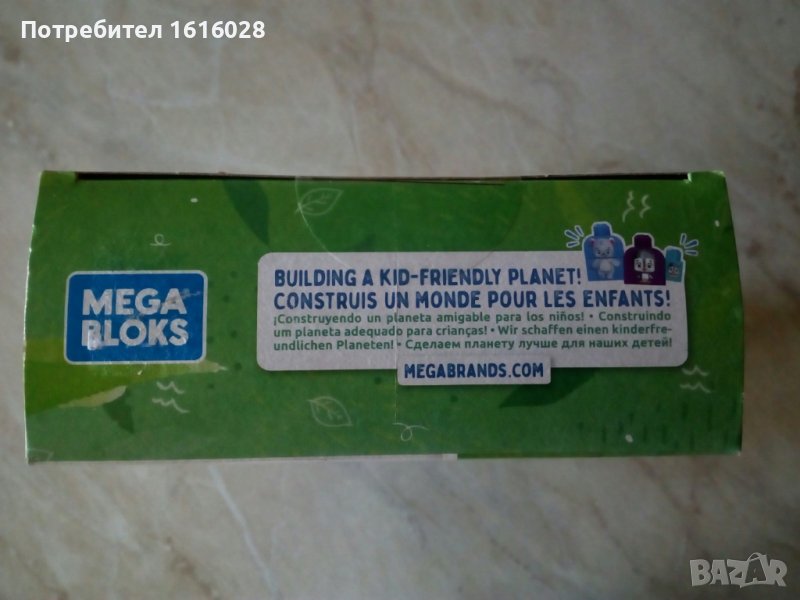 Потребител 1616028
MEGA
BLOKS
BUILDING A KID-FRIENDLY PLANET!
CONSTRUIS UN MONDE POUR LES ENFANTS!
¡Construyendo un planeta amigable para los niños! • Construindo
um planeta adequado para crianças! • Wir schaffen einen kinderfre-
undlichen Planeten! • Сделаем планету лучше для наших детей!
MEGABRANDS.COM
BAZAR